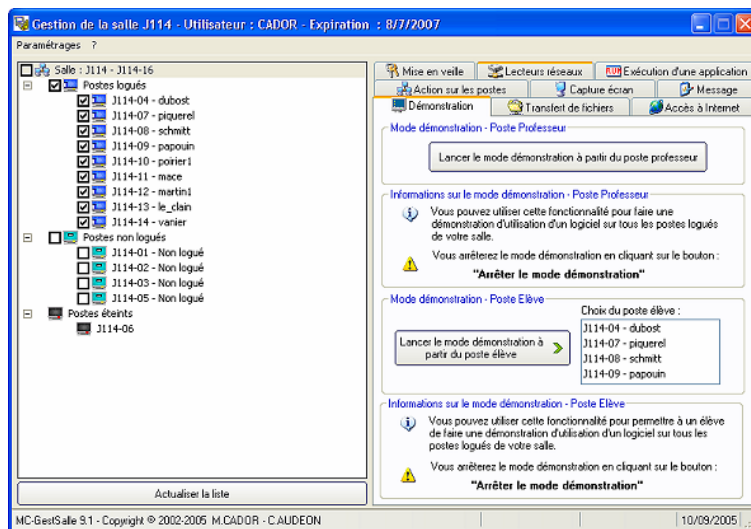 Gestion de la salle J114 - Utilisateur : CADOR - Expiration : 8/7/2007
Paramétrages ?
Salle : J114 - J114-16
Postes logués
J114-04 - dubost
J114-07 - piquerel
J114-08 - schmitt
J114-09 - papouin
J114-10 - poirier1
J114-11 - mace
J114-12 - martin1
J114-13 - le_clain
J114-14 - vanier
Postes non logués
J114-01 - Non logué
J114-02 - Non logué
J114-03 - Non logué
J114-05 - Non logué
Postes éteints
J114-06
Actualiser la liste
Mise en veille
Lecteurs réseaux
RUN Exécution d'une application
Action sur les postes
Capture écran
Message
Démonstration
Transfert de fichiers
Accès à Internet
Mode démonstration - Poste Professeur
Lancer le mode démonstration à partir du poste professeur
Informations sur le mode démonstration - Poste Professeur
Vous pouvez utiliser cette fonctionnalité pour faire une
démonstration d'utilisation d'un logiciel sur tous les postes logués
de votre salle.
Vous arrêterez le mode démonstration en cliquant sur le bouton :
"Arrêter le mode démonstration"
Mode démonstration - Poste Elève
Lancer le mode démonstration à
partir du poste élève
Choix du poste élève :
J114-04 - dubost
J114-07 - piquerel
J114-08 - schmitt
J114-09 - papouin
Informations sur le mode démonstration - Poste Elève
Vous pouvez utiliser cette fonctionnalité pour permettre à un élève
de faire une démonstration d'utilisation d'un logiciel sur tous les
postes logués de votre salle.
Vous arrêterez le mode démonstration en cliquant sur le bouton :
"Arrêter le mode démonstration"
MC-GestSalle 9.1 - Copyright © 2002-2005 M.CADOR - C.AUDEON
10/09/2005